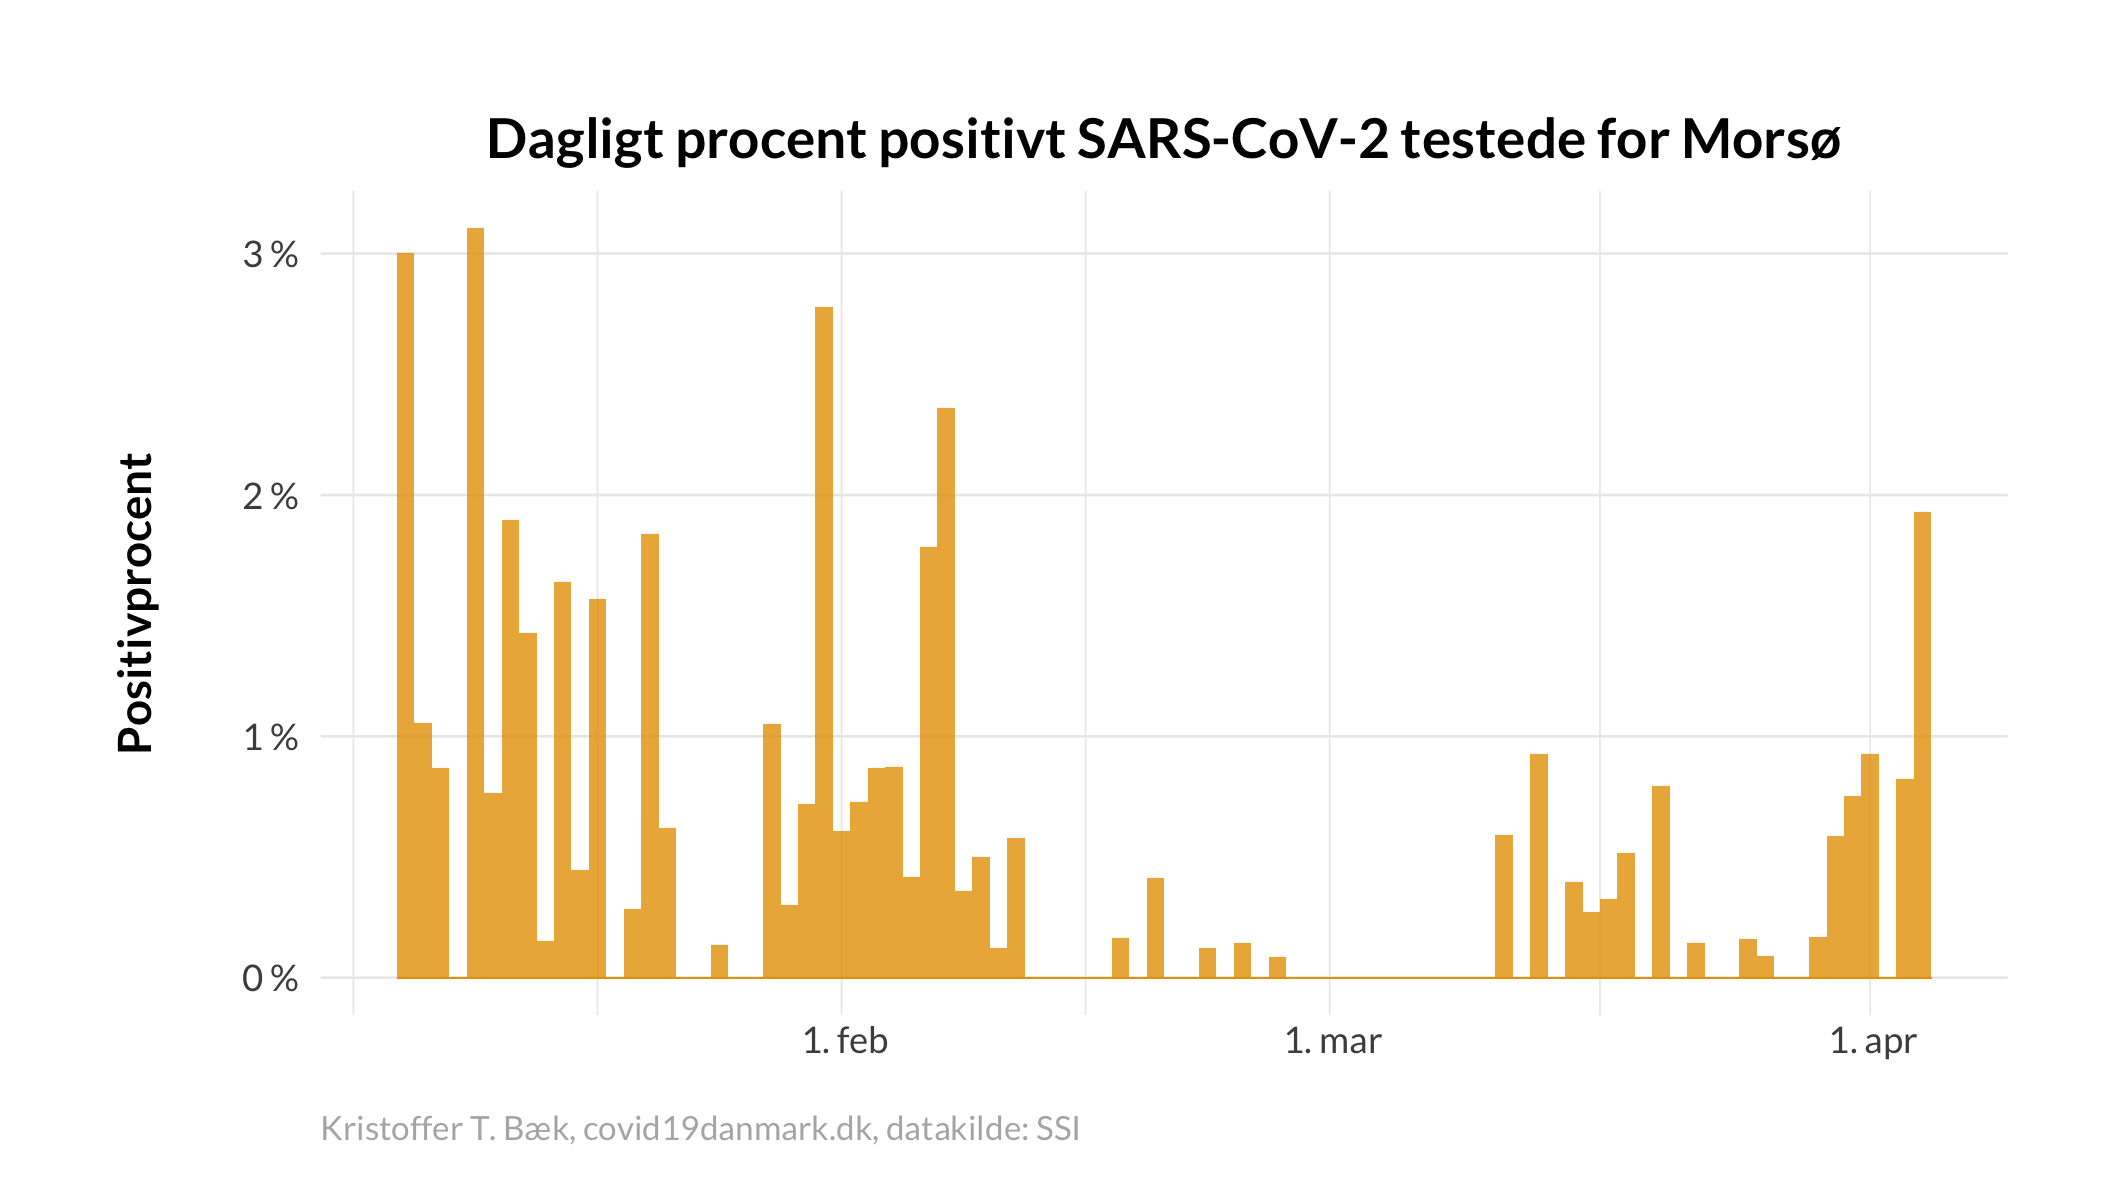 Dagligt procent positivt SARS-CoV-2 testede for Morsø
Positivprocent
3 %
2 %
1 %
0 %
1. feb
1. mar
1. apr
Kristoffer T. Bæk, covid19danmark.dk, datakilde: SSI